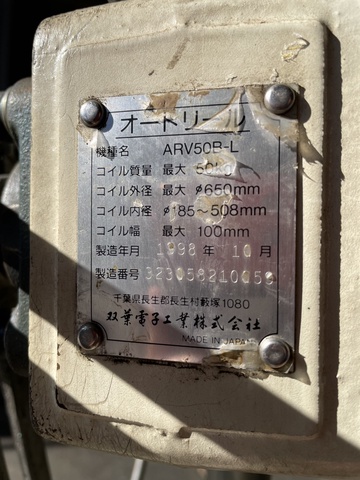 オートリール
機種名 ARV50B-L
コイル質量 最大 50kg
コイル外径 最大 φ650mm
コイル内径 φ185～508mm
コイル幅 最大 100mm
製造年月 1998 年 10 月
製造番号
千葉県長生郡長生村藪塚1080
双葉電子工業株式会社
MADE IN JAPAN